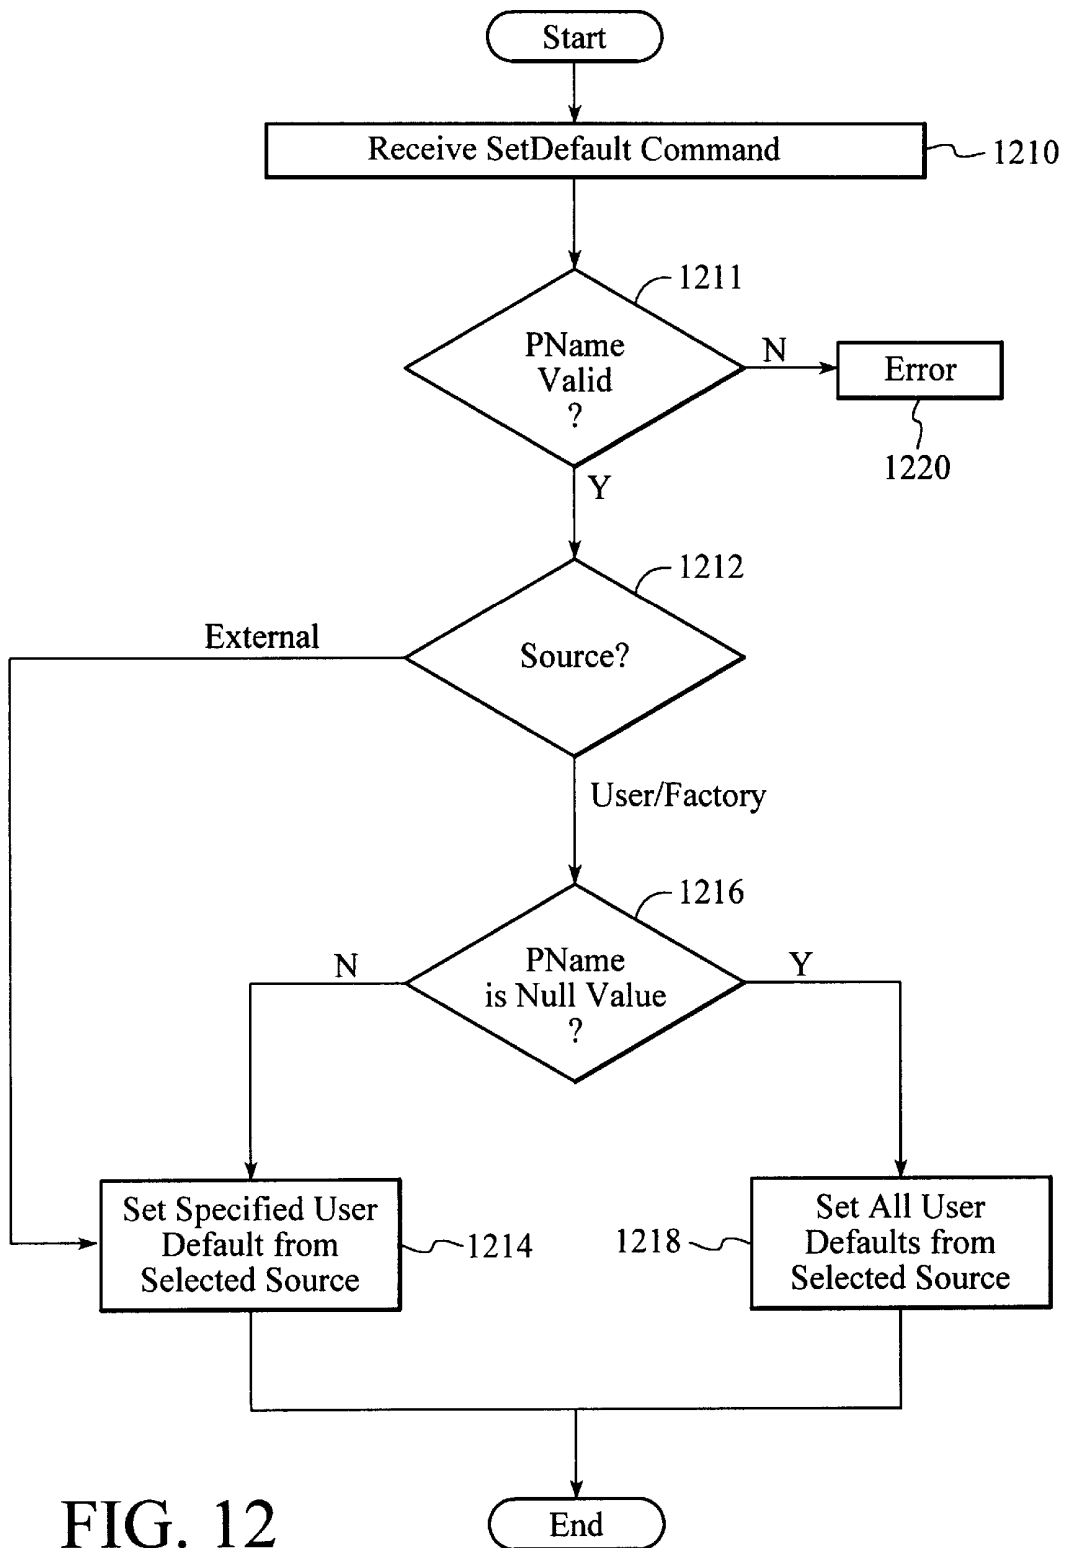 Start
Receive SetDefault Command
1210
1211
PName
Valid
?
N
Error
1220
Y
1212
External
Source?
User/Factory
1216
N
PName
is Null Value
?
Y
Set Specified User
Default from
Selected Source
1214
1218
Set All User
Defaults from
Selected Source
FIG. 12
End